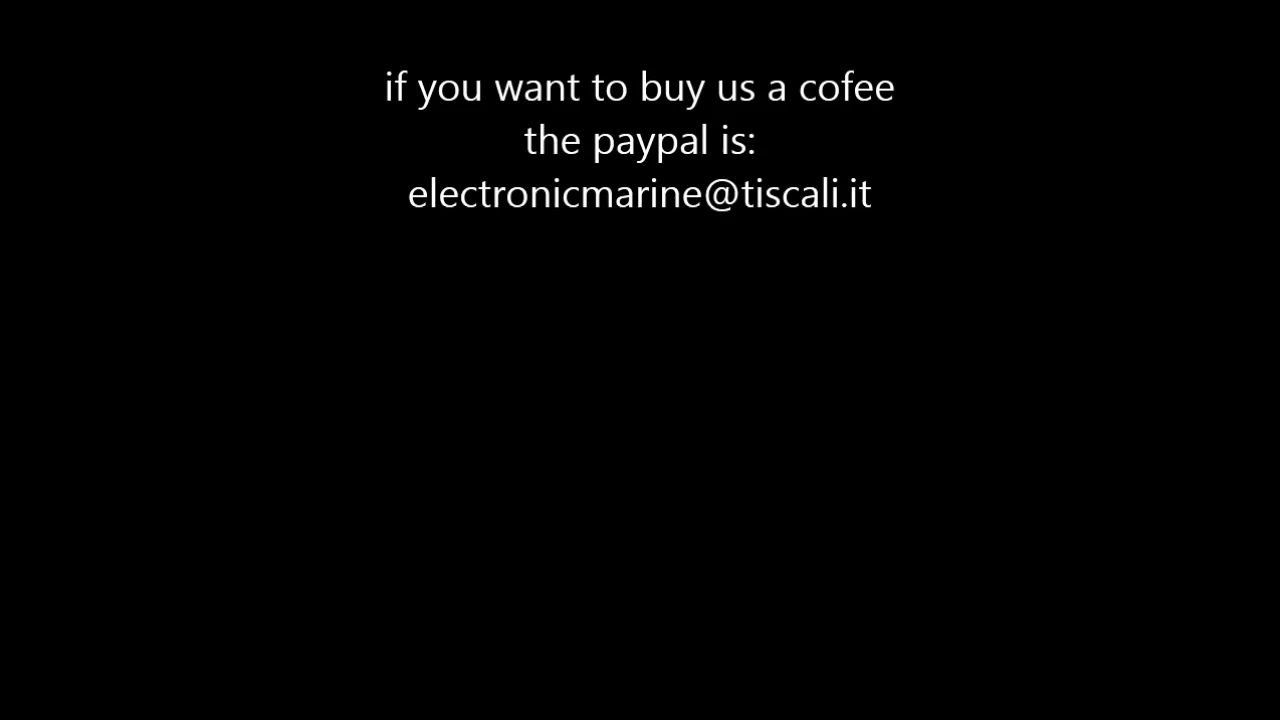 if you want to buy us a cofee
the paypal is:
electronicmarine@tiscali.it